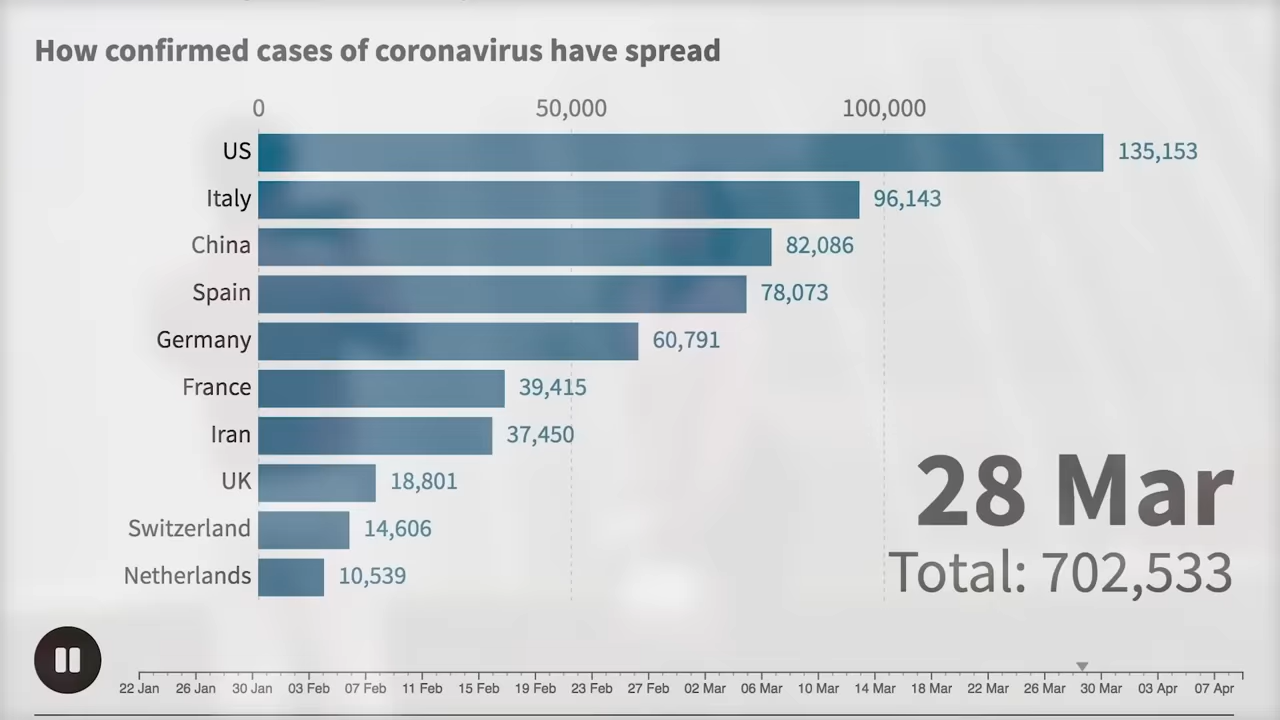 How confirmed cases of coronavirus have spread
0 50,000 100,000
US 135,153
Italy 96,143
China 82,086
Spain 78,073
Germany 60,791
France 39,415
Iran 37,450
UK 18,801
Switzerland 14,606
Netherlands 10,539
28 Mar
Total: 702,533
22 Jan 26 Jan 30 Jan 03 Feb 07 Feb 11 Feb 15 Feb 19 Feb 23 Feb 27 Feb 02 Mar 06 Mar 10 Mar 14 Mar 18 Mar 22 Mar 26 Mar 30 Mar 03 Apr 07 Apr